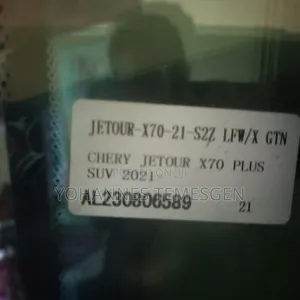 JETOUR-X70-21-S2Z LFW/X GTN
CHERY JETOUR X70 PLUS
SUV 2021
YOHANNES TEMESGEN
AL230806589
21